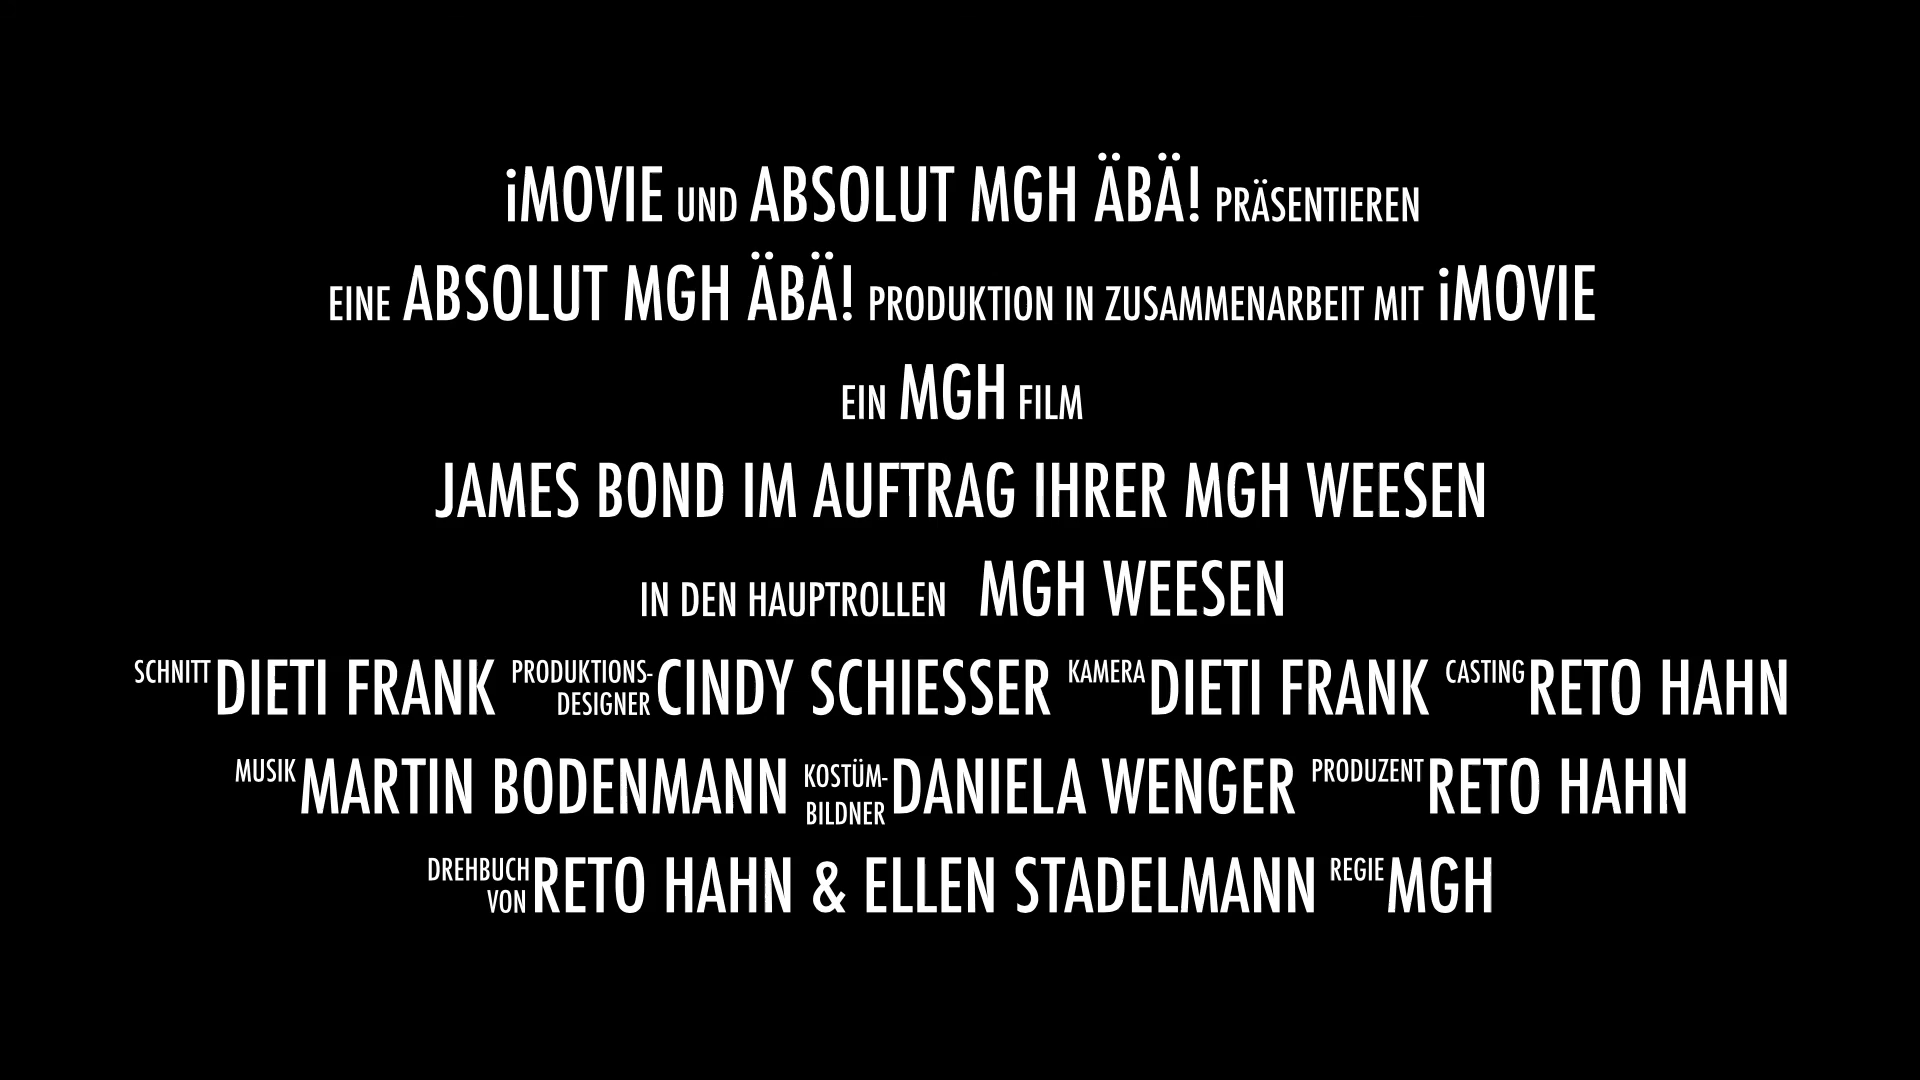 iMOVIE UND ABSOLUT MGH ÄBÄ! PRÄSENTIEREN
EINE ABSOLUT MGH ÄBÄ! PRODUKTION IN ZUSAMMENARBEIT MIT iMOVIE
EIN MGH FILM
JAMES BOND IM AUFTRAG IHRER MGH WEESEN
IN DEN HAUPTROLLEN MGH WEESEN
SCHNITT DIETI FRANK PRODUKTIONS-DESIGNER CINDY SCHIESSER KAMERA DIETI FRANK CASTING RETO HAHN
MUSIK MARTIN BODENMANN KOSTÜM-BILDNER DANIELA WENGER PRODUZENT RETO HAHN
DREHBUCH VON RETO HAHN & ELLEN STADELMANN REGIE MGH